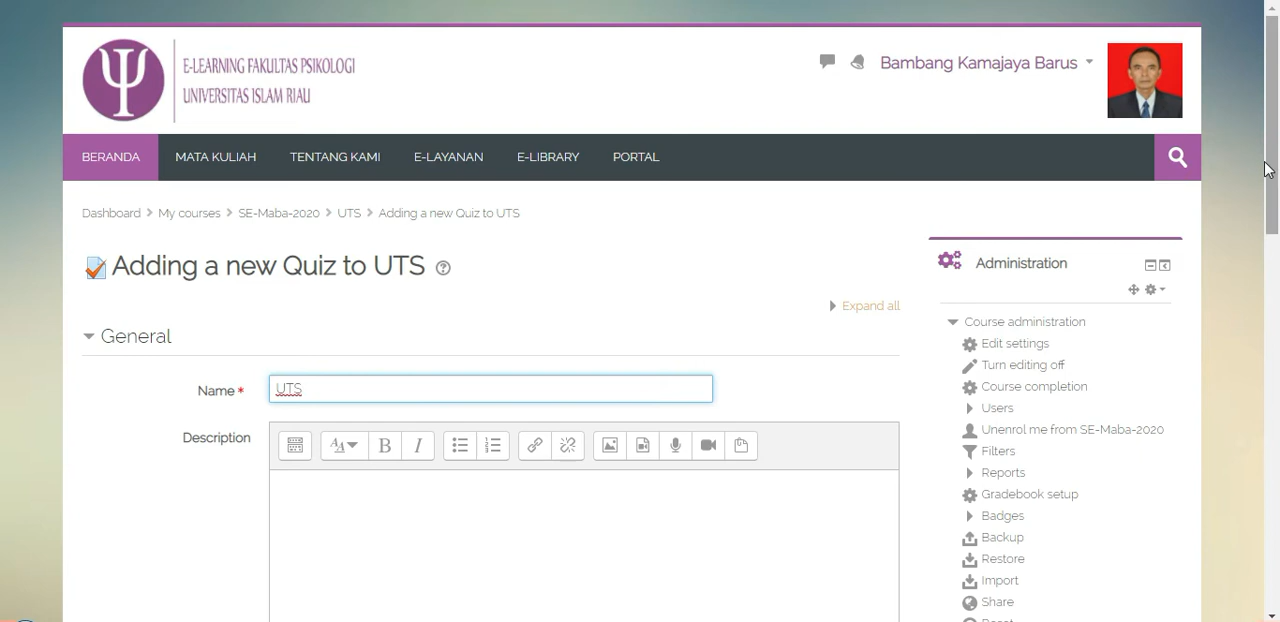 E-LEARNING FAKULTAS PSIKOLOGI
UNIVERSITAS ISLAM RIAU
Bambang Kamajaya Barus
BERANDA
MATA KULIAH
TENTANG KAMI
E-LAYANAN
E-LIBRARY
PORTAL
Dashboard
My courses
SE-Maba-2020
UTS
Adding a new Quiz to UTS
Adding a new Quiz to UTS
Expand all
General
Name *
UTS
Description
Administration
Course administration
Edit settings
Turn editing off
Course completion
Users
Unenrol me from SE-Maba-2020
Filters
Reports
Gradebook setup
Badges
Backup
Restore
Import
Share